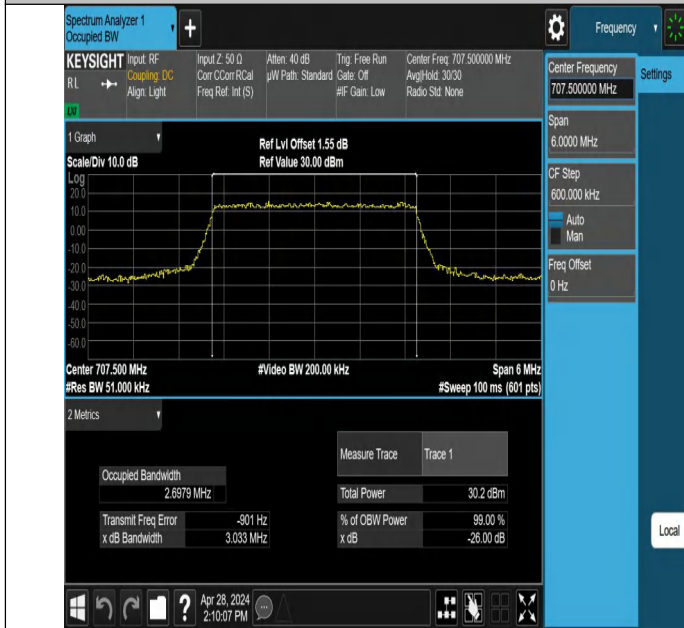 Spectrum Analyzer 1
Occupied BW
Frequency
KEYSIGHT
RL
LXI
Input: RF
Coupling: DC
Align: Light
Input Z: 50 Ω
Corr CCorr RCal
Freq Ref: Int (S)
Atten: 40 dB
µW Path: Standard
Trig: Free Run
Gate: Off
#IF Gain: Low
Center Freq: 707.500000 MHz
Avg|Hold: 30/30
Radio Std: None
Center Frequency
707.500000 MHz
Settings
Span
6.0000 MHz
CF Step
600.000 kHz
Auto
Man
Freq Offset
0 Hz
Local
1 Graph
Scale/Div 10.0 dB
Ref Lvl Offset 1.55 dB
Ref Value 30.00 dBm
Log
20.0
10.0
0.00
-10.0
-20.0
-30.0
-40.0
-50.0
-60.0
Center 707.500 MHz
#Video BW 200.00 kHz
Span 6 MHz
#Res BW 51.000 kHz
#Sweep 100 ms (601 pts)
2 Metrics
Measure Trace
Trace 1
Occupied Bandwidth
2.6979 MHz
Total Power
30.2 dBm
Transmit Freq Error
-901 Hz
% of OBW Power
99.00 %
x dB Bandwidth
3.033 MHz
x dB
-26.00 dB
?
Apr 28, 2024
2:10:07 PM